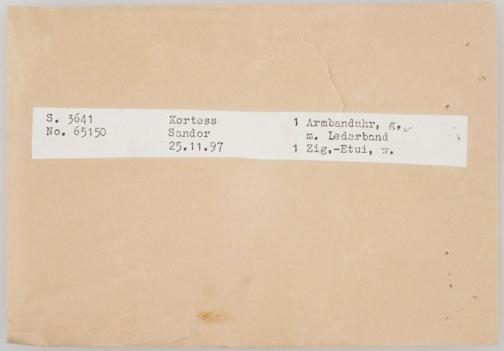 S. 3641
No. 65150
Kortess
Sandor
25.11.97
1 Armbanduhr, g.
m. Lederband
1 Zig.-Etui, w.